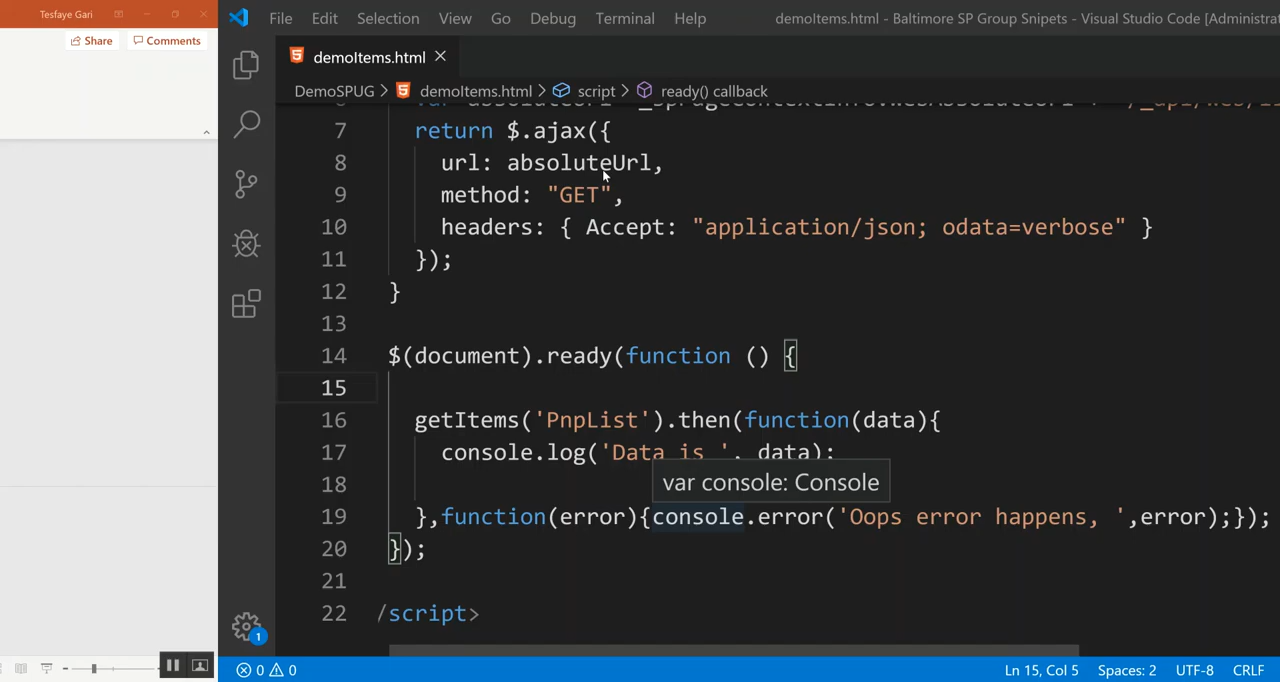 Tesfaye Gari
Share
Comments
File Edit Selection View Go Debug Terminal Help
demoItems.html - Baltimore SP Group Snipets - Visual Studio Code [Administra
demoItems.html
DemoSPUG > demoItems.html > script > ready() callback
7 return $.ajax({
8 url: absoluteUrl,
9 method: "GET",
10 headers: { Accept: "application/json; odata=verbose" }
11 });
12 }
13
14 $(document).ready(function () {
15
16 getItems('PnpList').then(function(data){
17 console.log('Data is ', data);
var console: Console
18
19 },function(error){console.error('Oops error happens, ',error);});
20 });
21
22 /script>
1
0 0
Ln 15, Col 5 Spaces: 2 UTF-8 CRLF